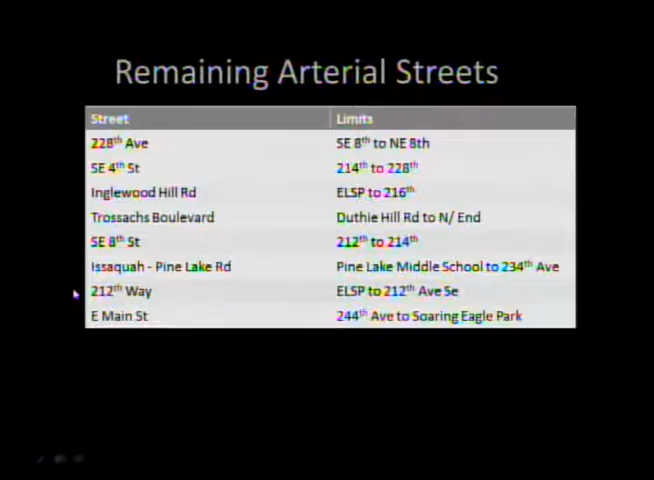 Remaining Arterial Streets
Street Limits
228th Ave SE 8th to NE 8th
SE 4th St 214th to 228th
Inglewood Hill Rd ELSP to 216th
Trossachs Boulevard Duthie Hill Rd to N/ End
SE 8th St 212th to 214th
Issaquah - Pine Lake Rd Pine Lake Middle School to 234th Ave
212th Way ELSP to 212th Ave Se
E Main St 244th Ave to Soaring Eagle Park